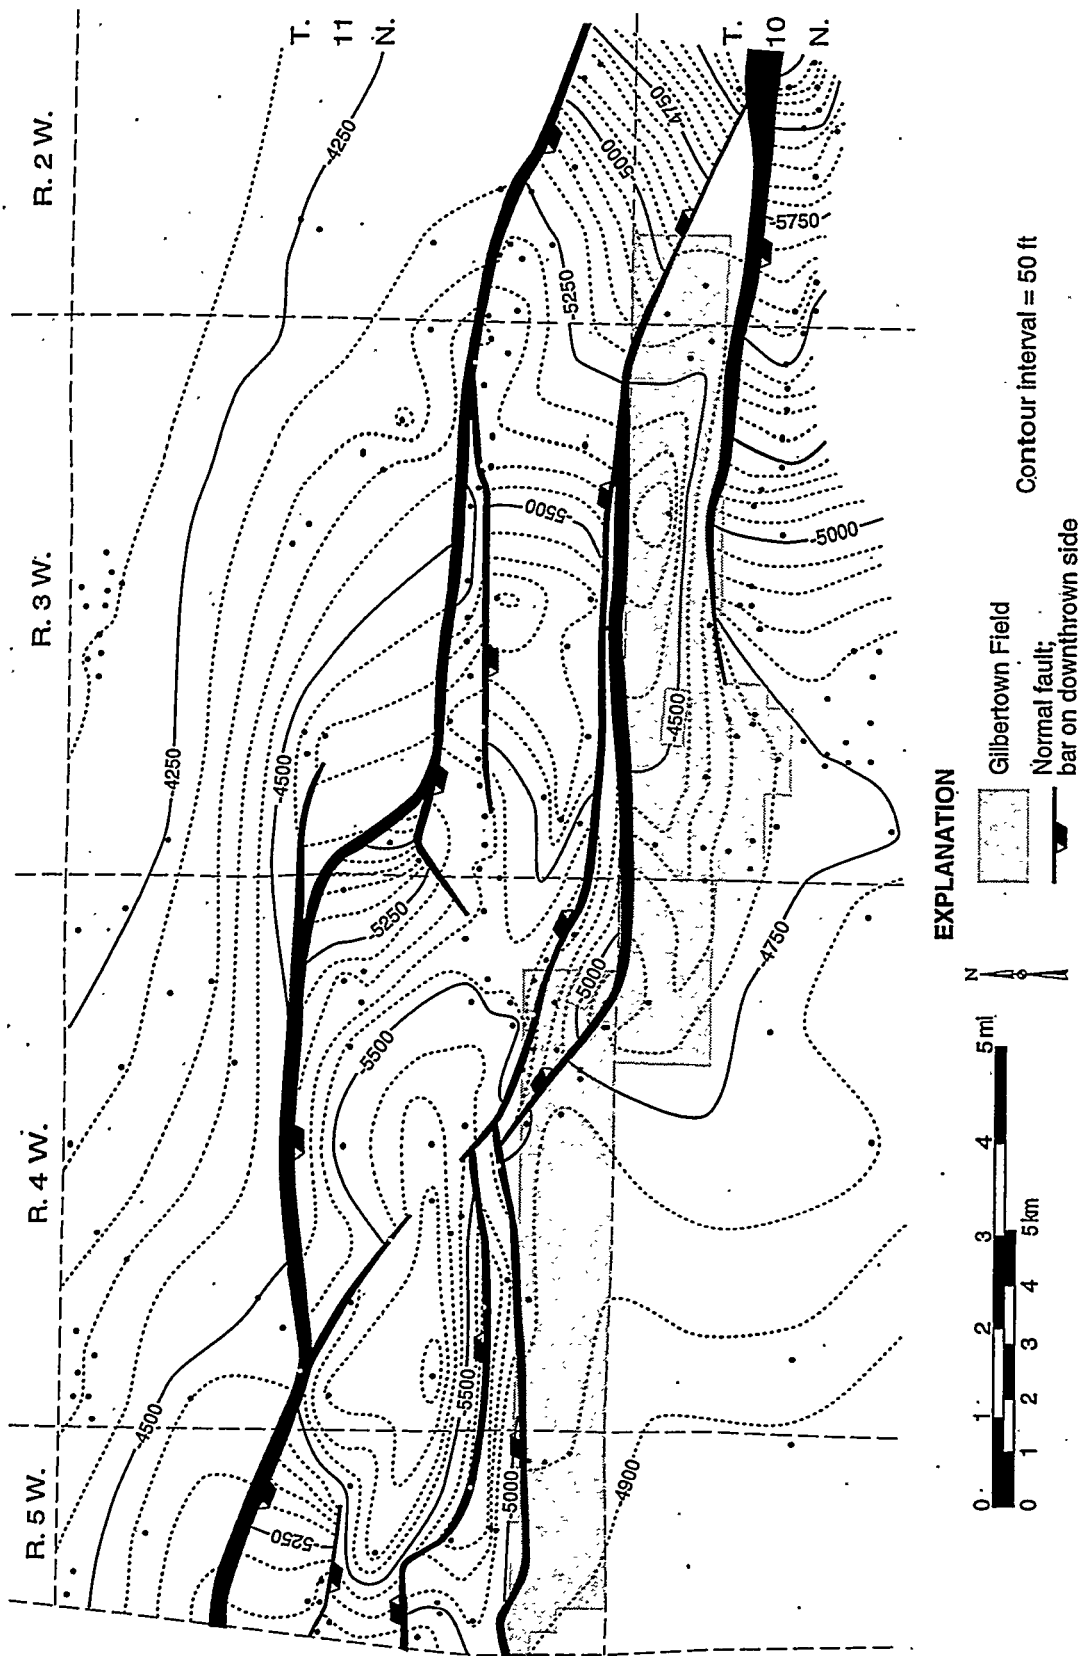 R. 5 W.
R. 4 W.
R. 3 W.
R. 2 W.
T.
11
N.
T.
10
N.
-4250
4250
-4500
-4500
-4500
-5250
-5250
-5250
-5500
-5500
-5500
-5000
-5000
-5000
5000
-4750
-4750
-5750
-4900
EXPLANATION
Gilbertown Field
Normal fault;
bar on downthrown side
Contour interval = 50 ft
N
0 1 2 3 4 5 mi
0 1 2 3 4 5 km